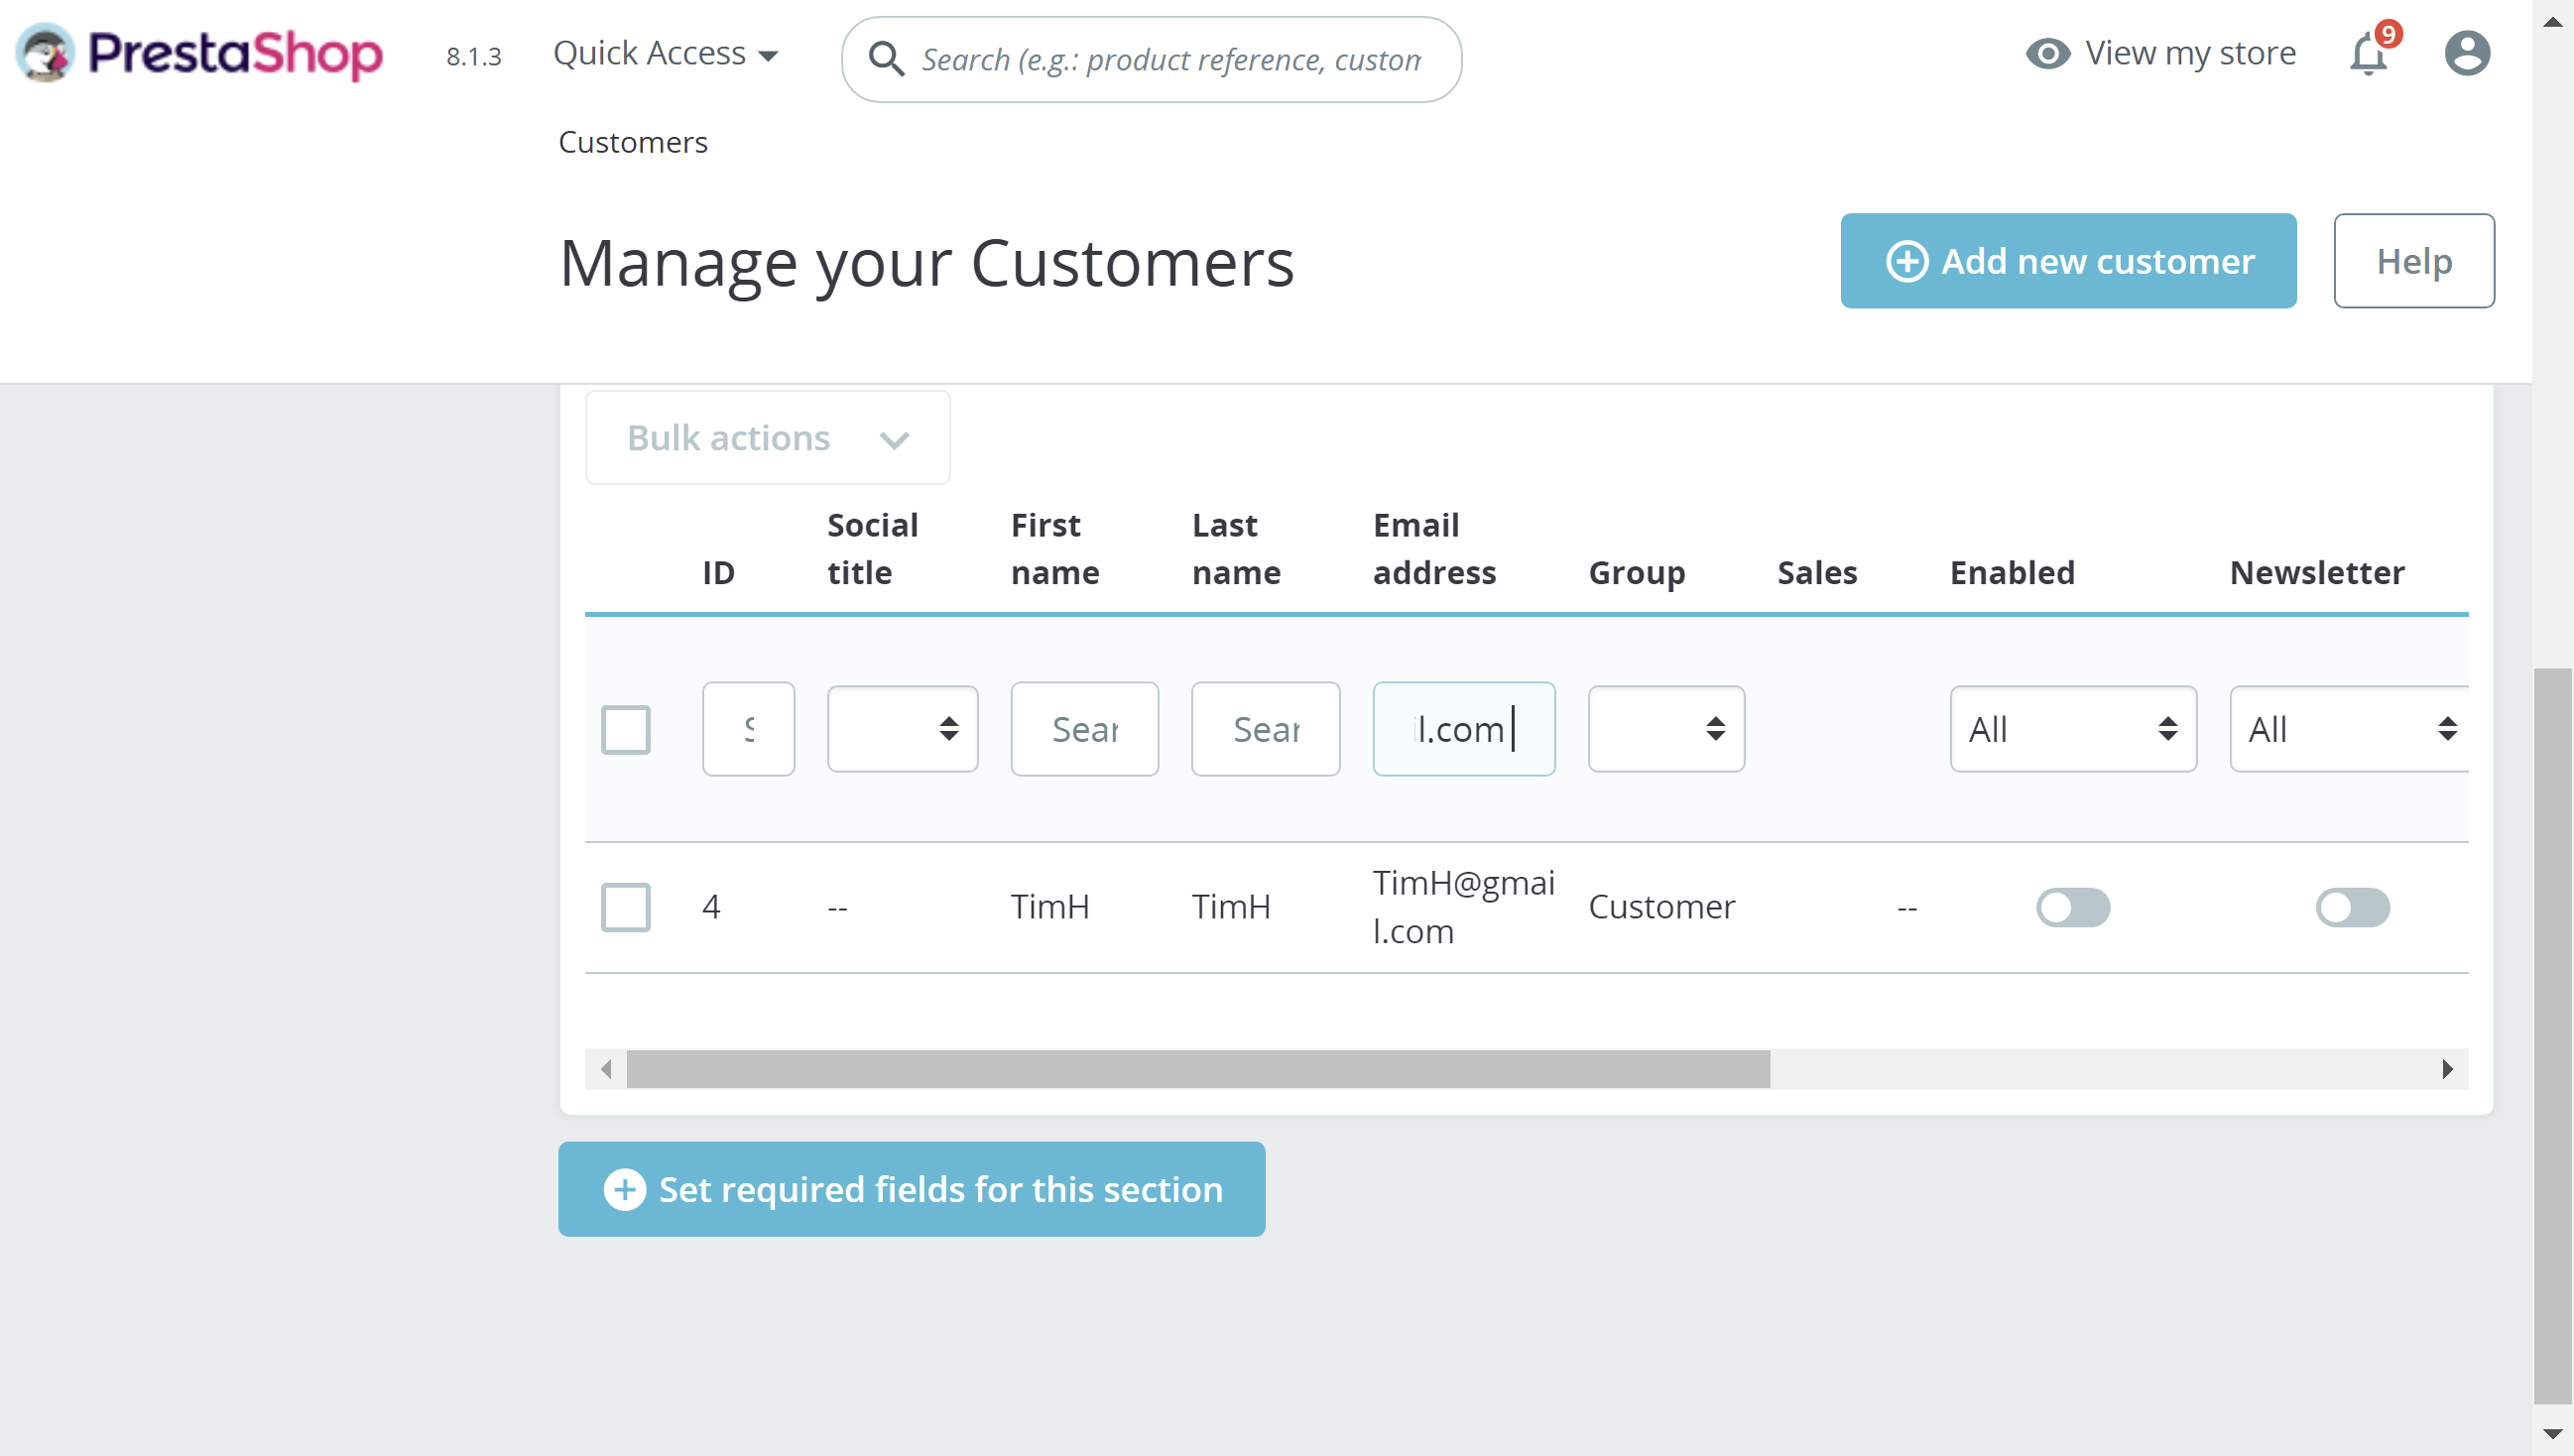 PrestaShop 8.1.3 Quick Access Search (e.g.: product reference, custon View my store 9
Customers
Manage your Customers Add new customer Help
Bulk actions
Social First Last Email
ID title name name address Group Sales Enabled Newsletter
S Sear Sear l.com All All
4 -- TimH TimH TimH@gmai Customer --
l.com
Set required fields for this section